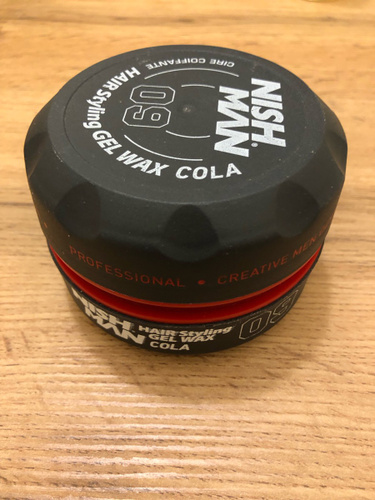 NISH
MAN
CIRE COIFFANTE
09
HAIR Styling GEL WAX COLA
PROFESSIONAL • CREATIVE MEN
NISH
MAN
HAIR Styling
GEL WAX
COLA
09